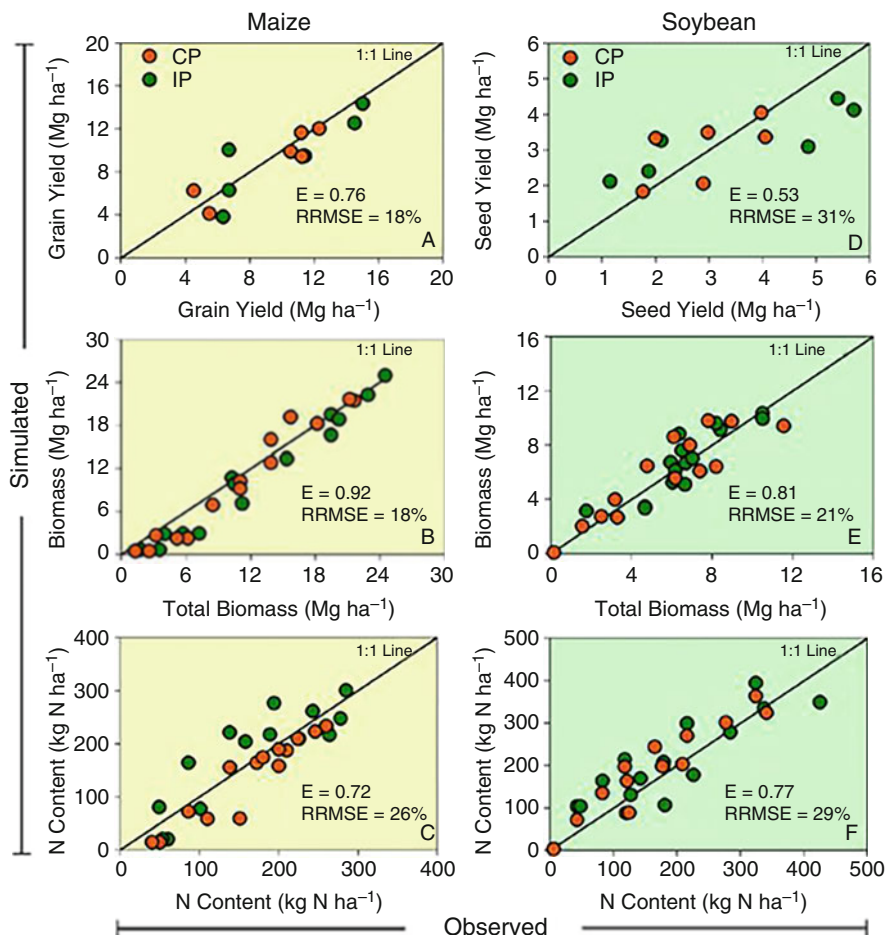 Maize
Soybean
Simulated
Grain Yield (Mg ha⁻¹)
20
16
12
8
4
0
CP
IP
1:1 Line
E = 0.76
RRMSE = 18%
A
0 4 8 12 16 20
Grain Yield (Mg ha⁻¹)
Seed Yield (Mg ha⁻¹)
6
5
4
3
2
1
0
CP
IP
1:1 Line
E = 0.53
RRMSE = 31%
D
1 2 3 4 5 6
Seed Yield (Mg ha⁻¹)
Biomass (Mg ha⁻¹)
30
24
18
12
6
0
1:1 Line
E = 0.92
RRMSE = 18%
B
0 6 12 18 24 30
Total Biomass (Mg ha⁻¹)
Biomass (Mg ha⁻¹)
16
12
8
4
0
1:1 Line
E = 0.81
RRMSE = 21%
E
4 8 12 16
Total Biomass (Mg ha⁻¹)
N Content (kg N ha⁻¹)
400
300
200
100
0
1:1 Line
E = 0.72
RRMSE = 26%
C
0 100 200 300 400
N Content (kg N ha⁻¹)
N Content (kg N ha⁻¹)
500
400
300
200
100
0
1:1 Line
E = 0.77
RRMSE = 29%
F
0 100 200 300 400 500
N Content (kg N ha⁻¹)
Observed